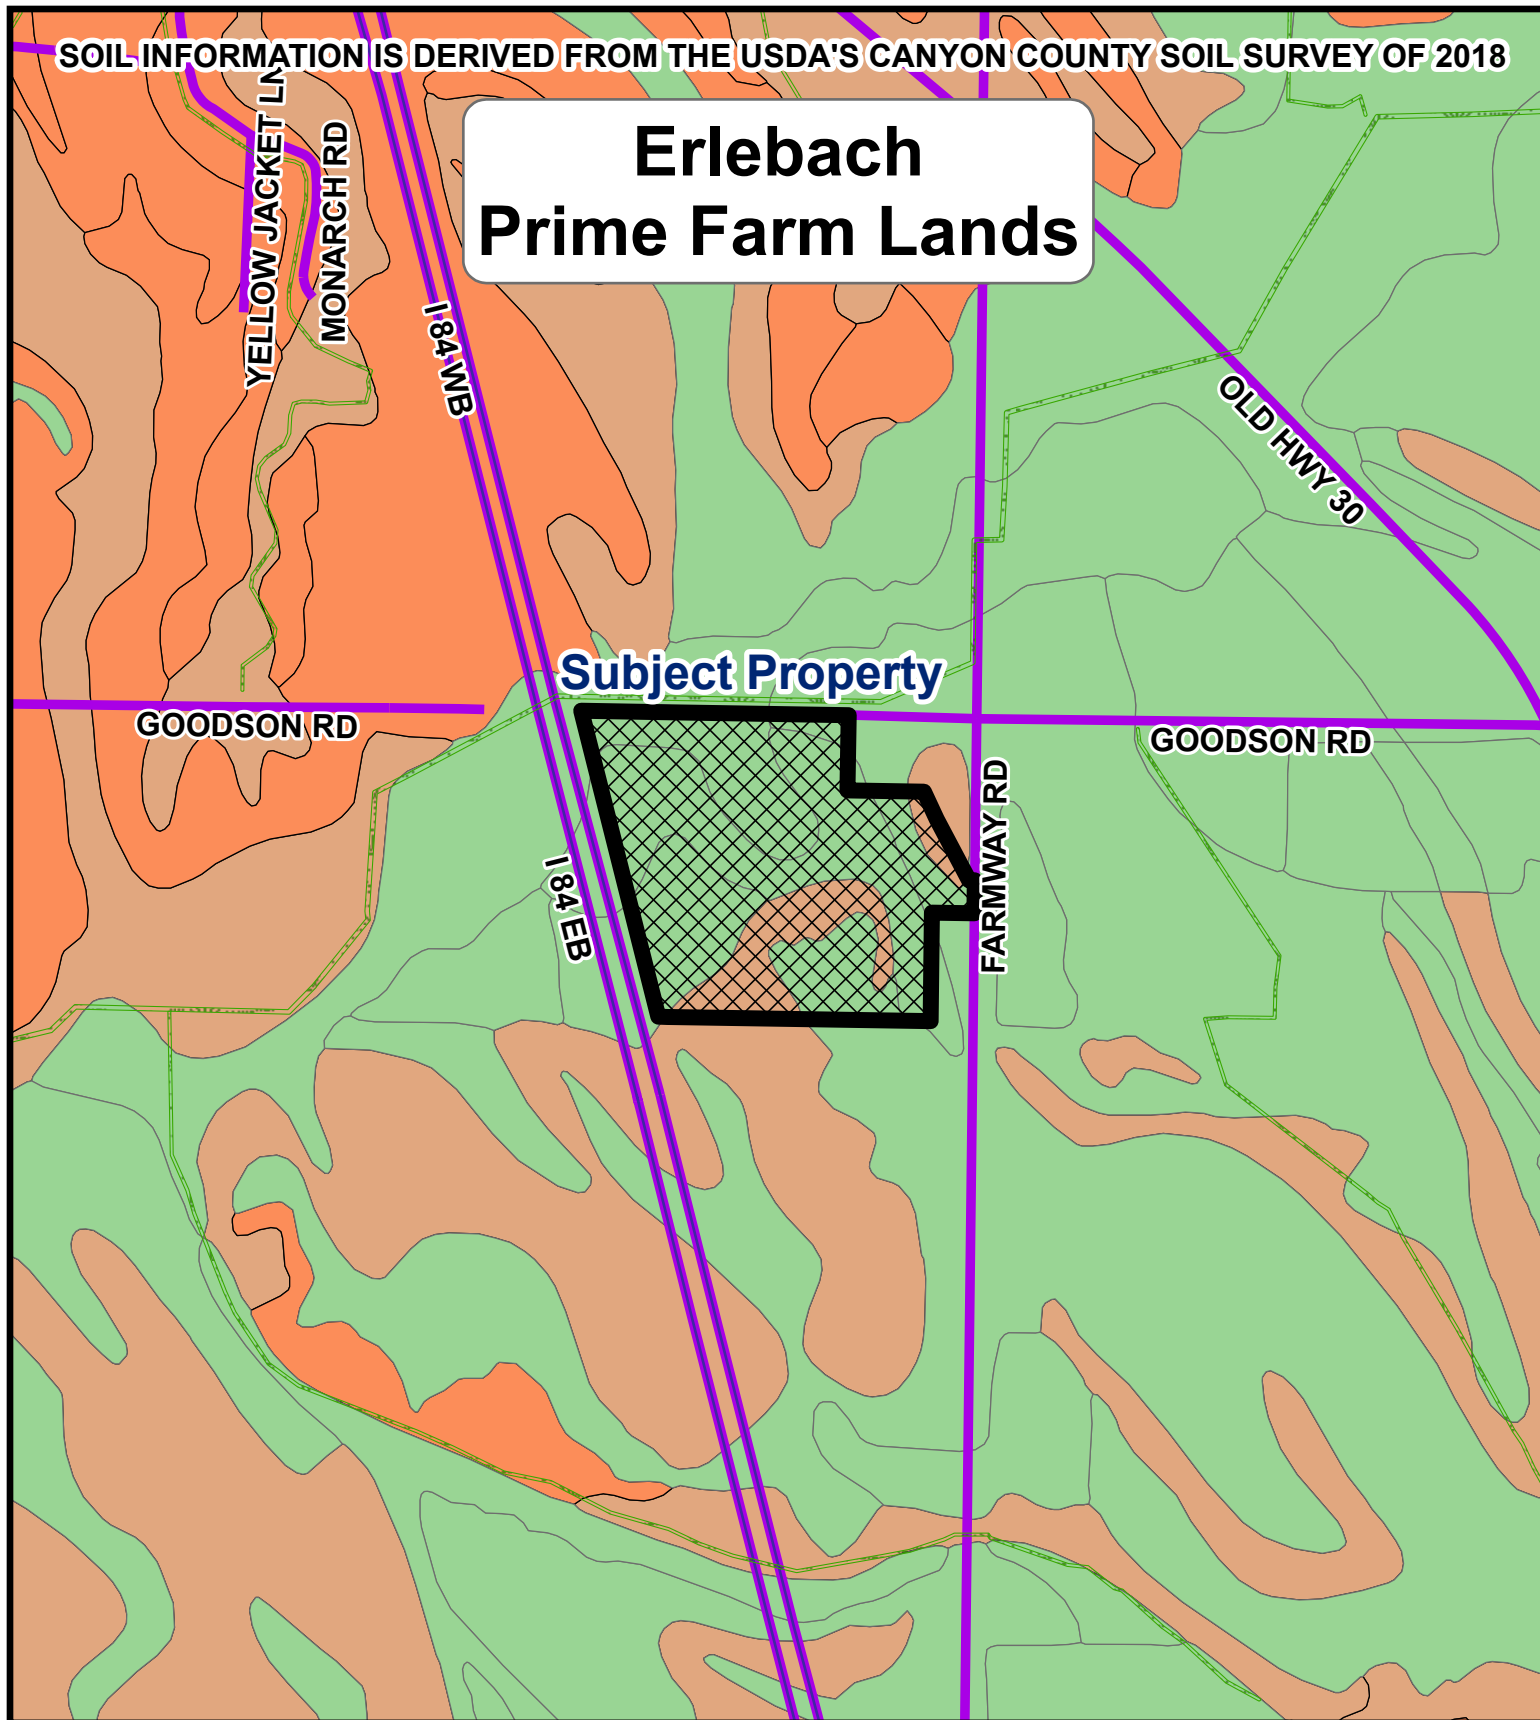 SOIL INFORMATION IS DERIVED FROM THE USDA'S CANYON COUNTY SOIL SURVEY OF 2018
Erlebach
Prime Farm Lands
YELLOW JACKET LN
MONARCH RD
I 84 WB
OLD HWY 30
Subject Property
GOODSON RD
GOODSON RD
FARMWAY RD
I 84 EB